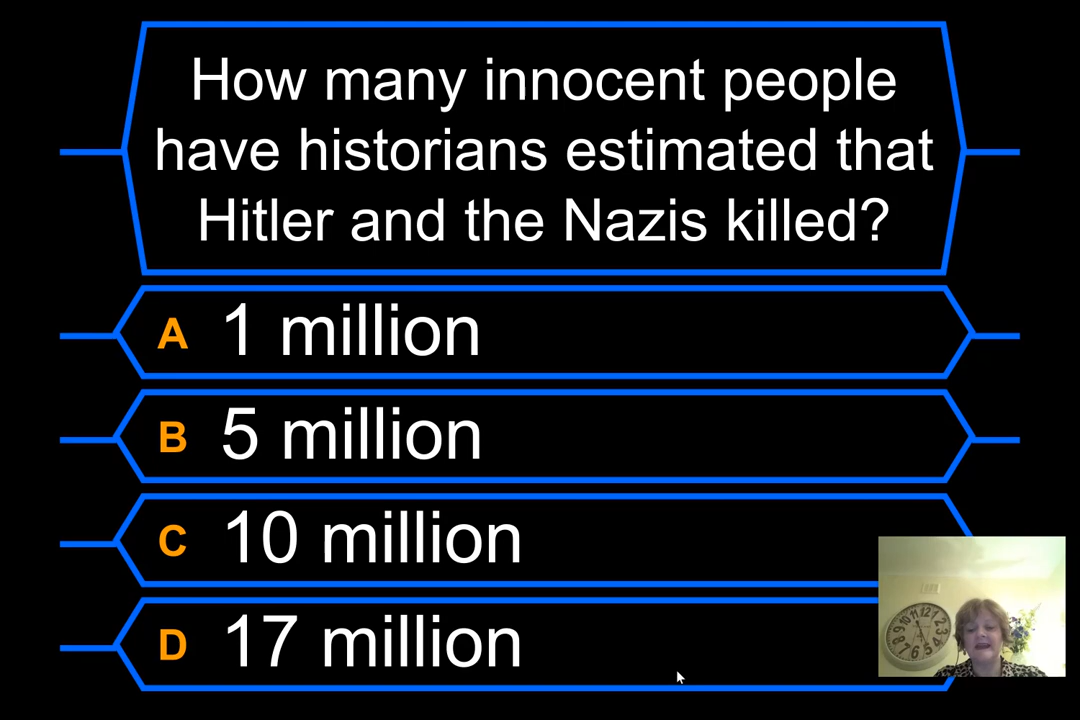 How many innocent people
have historians estimated that
Hitler and the Nazis killed?
A 1 million
B 5 million
C 10 million
D 17 million